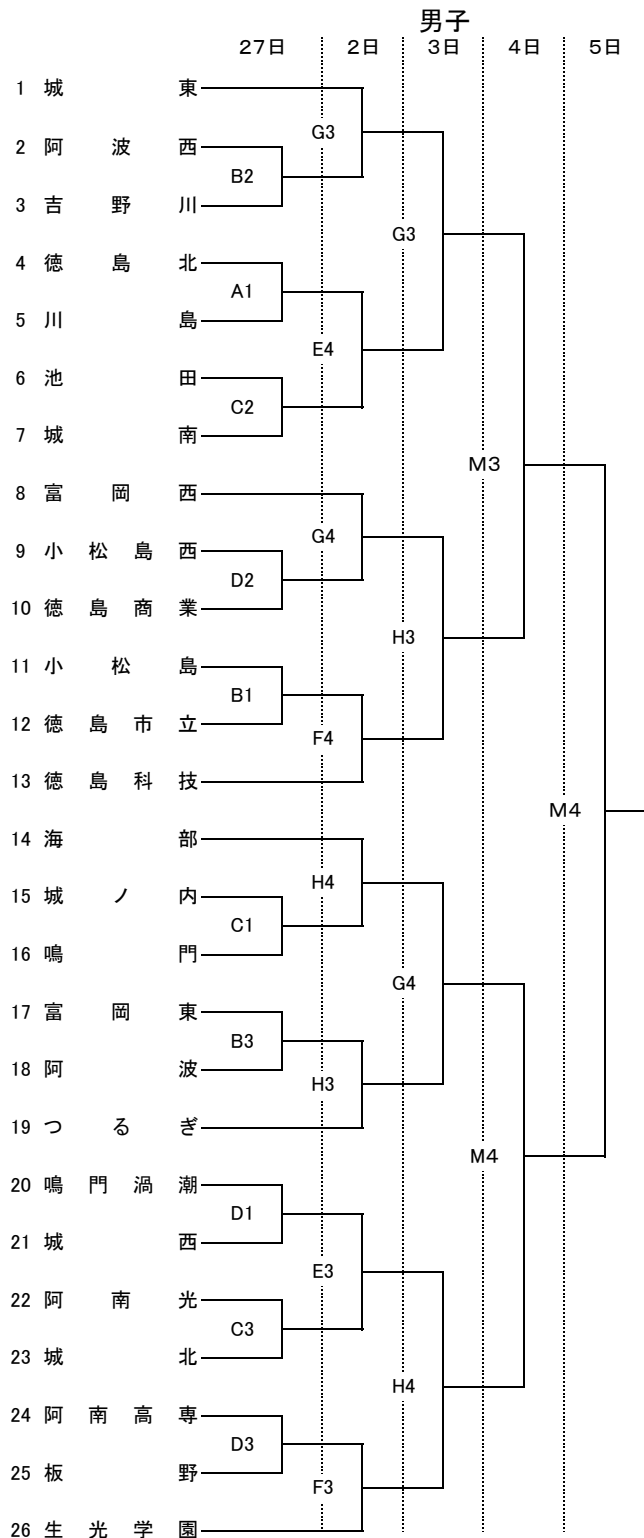 男子
27日 2日 3日 4日 5日
1 城東
G3
2 阿波西
B2
3 吉野川
G3
4 徳島北
A1
5 川島
E4
6 池田
C2
7 城南
M3
8 富岡西
G4
9 小松島西
D2
10 徳島商業
H3
11 小松島
B1
12 徳島市立
F4
13 徳島科技
M4
14 海部
H4
15 城ノ内
C1
16 鳴門
G4
17 富岡東
B3
18 阿波
H3
19 つるぎ
M4
20 鳴門渦潮
D1
21 城西
E3
22 阿南光
C3
23 城北
H4
24 阿南高専
D3
25 板野
F3
26 生光学園